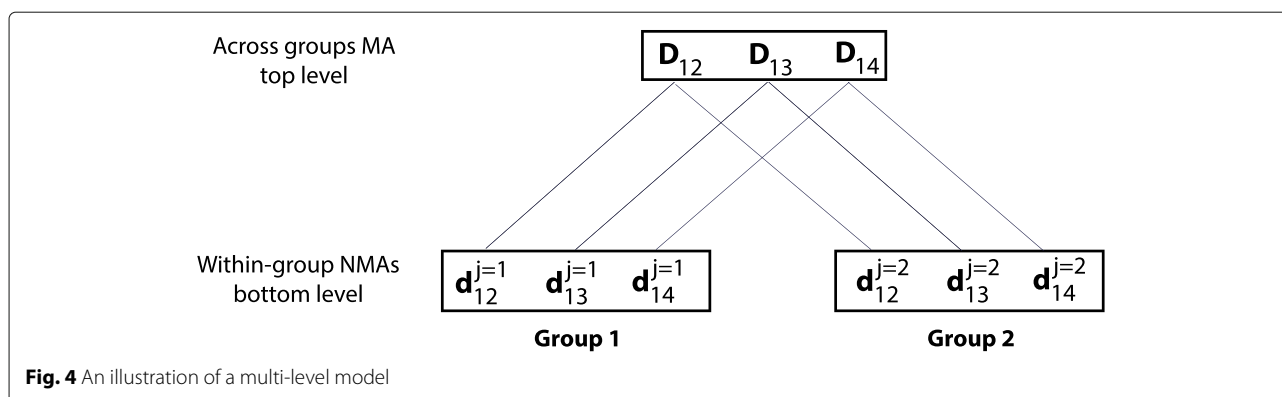 Across groups MA
top level
D₁₂ D₁₃ D₁₄
Within-group NMAs
bottom level
d₁₂ʲ⁼¹ d₁₃ʲ⁼¹ d₁₄ʲ⁼¹
d₁₂ʲ⁼² d₁₃ʲ⁼² d₁₄ʲ⁼²
Group 1
Group 2
Fig. 4 An illustration of a multi-level model